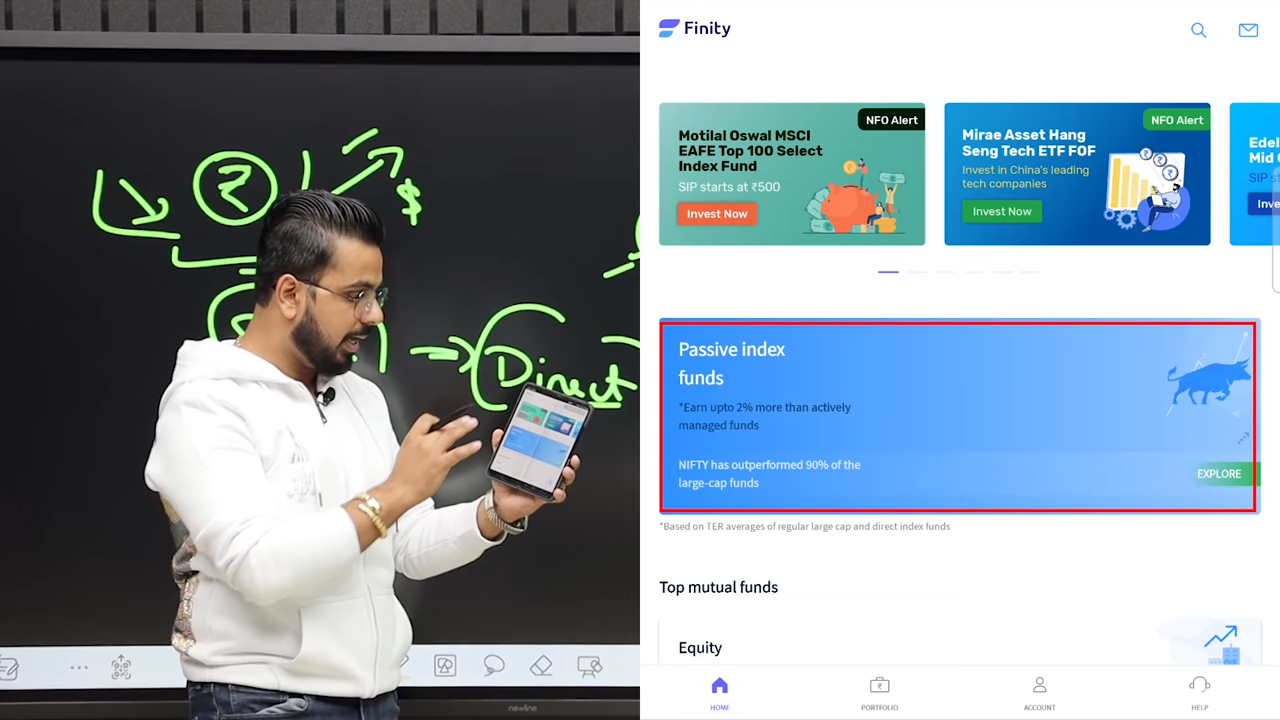 ₹
$
Direct
newline
Finity
NFO Alert
Motilal Oswal MSCI
EAFE Top 100 Select
Index Fund
SIP starts at ₹500
Invest Now
NFO Alert
Mirae Asset Hang
Seng Tech ETF FOF
Invest in China's leading
tech companies
Invest Now
Edel
Mid
SIP
Inve
Passive index
funds
*Earn upto 2% more than actively
managed funds
NIFTY has outperformed 90% of the
large-cap funds
EXPLORE
*Based on TER averages of regular large cap and direct index funds
Top mutual funds
Equity
HOME
PORTFOLIO
ACCOUNT
HELP